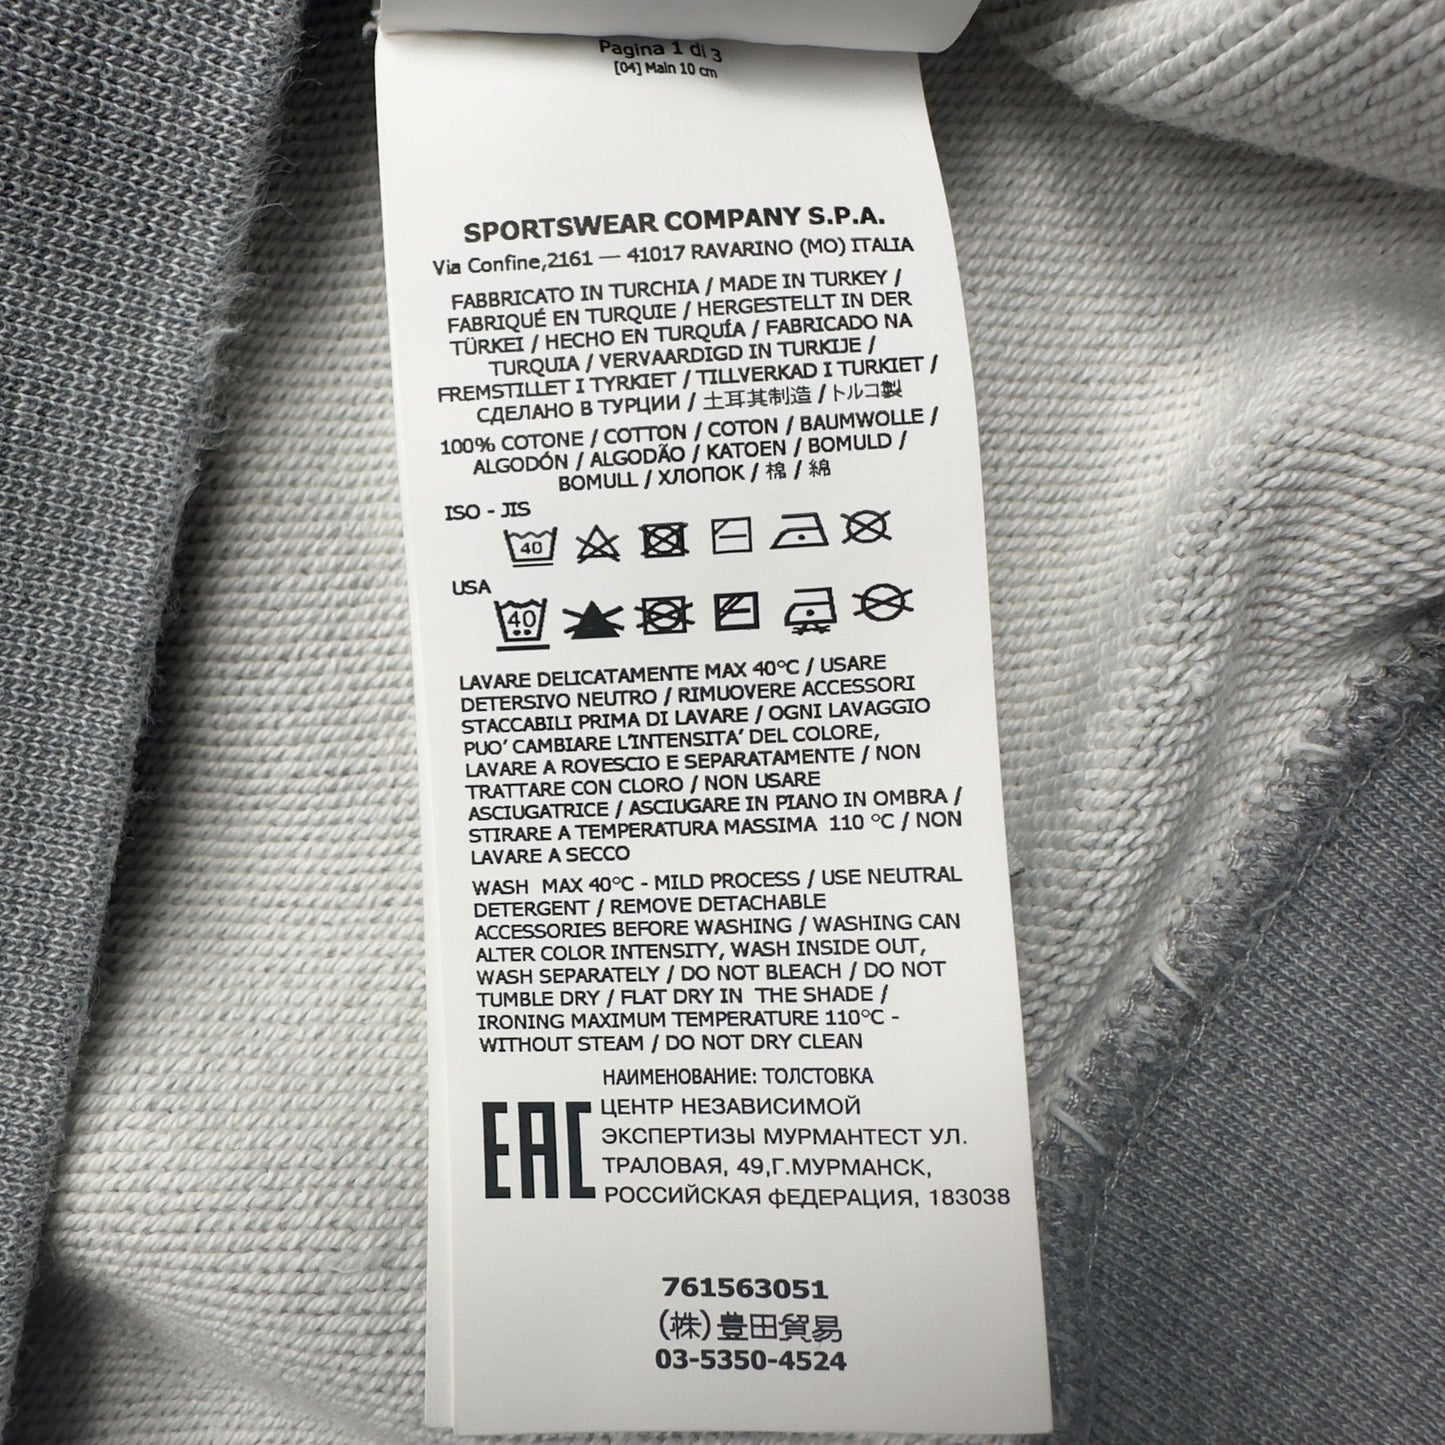 Pagina 1 di 3
[04] Main 10 cm
SPORTSWEAR COMPANY S.P.A.
Via Confine,2161 — 41017 RAVARINO (MO) ITALIA
FABBRICATO IN TURCHIA / MADE IN TURKEY /
FABRIQUÉ EN TURQUIE / HERGESTELLT IN DER
TÜRKEI / HECHO EN TURQUÍA / FABRICADO NA
TURQUIA / VERVAARDIGD IN TURKIJE /
FREMSTILLET I TYRKIET / TILLVERKAD I TURKIET /
СДЕЛАНО В ТУРЦИИ / 土耳其制造 / トルコ製
100% COTONE / COTTON / COTON / BAUMWOLLE /
ALGODÓN / ALGODÃO / KATOEN / BOMULD /
BOMULL / ХЛОПОК / 棉 / 綿
ISO - JIS
40
USA
40
LAVARE DELICATAMENTE MAX 40°C / USARE
DETERSIVO NEUTRO / RIMUOVERE ACCESSORI
STACCABILI PRIMA DI LAVARE / OGNI LAVAGGIO
PUO' CAMBIARE L'INTENSITA' DEL COLORE,
LAVARE A ROVESCIO E SEPARATAMENTE / NON
TRATTARE CON CLORO / NON USARE
ASCIUGATRICE / ASCIUGARE IN PIANO IN OMBRA /
STIRARE A TEMPERATURA MASSIMA 110 °C / NON
LAVARE A SECCO
WASH MAX 40°C - MILD PROCESS / USE NEUTRAL
DETERGENT / REMOVE DETACHABLE
ACCESSORIES BEFORE WASHING / WASHING CAN
ALTER COLOR INTENSITY, WASH INSIDE OUT,
WASH SEPARATELY / DO NOT BLEACH / DO NOT
TUMBLE DRY / FLAT DRY IN THE SHADE /
IRONING MAXIMUM TEMPERATURE 110°C -
WITHOUT STEAM / DO NOT DRY CLEAN
НАИМЕНОВАНИЕ: ТОЛСТОВКА
EAC
ЦЕНТР НЕЗАВИСИМОЙ
ЭКСПЕРТИЗЫ МУРМАНТЕСТ УЛ.
ТРАЛОВАЯ, 49,Г.МУРМАНСК,
РОССИЙСКАЯ ФЕДЕРАЦИЯ, 183038
761563051
(株)豊田貿易
03-5350-4524